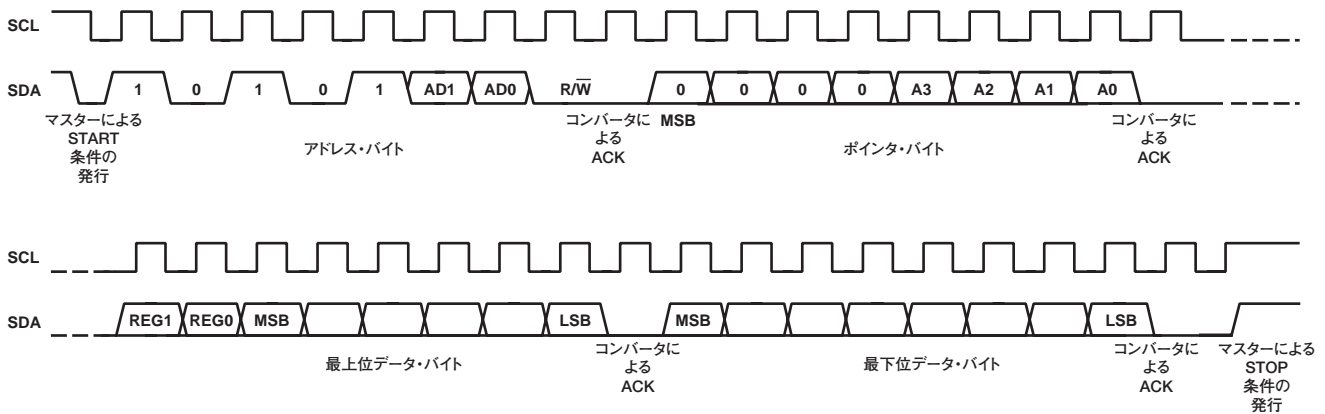 SCL
SDA
1 0 1 0 1 AD1 AD0 R/W 0 0 0 0 A3 A2 A1 A0
マスターによる
START
条件の
発行
アドレス・バイト
コンバータに
よる
ACK
MSB
ポインタ・バイト
コンバータに
よる
ACK
SCL
SDA
REG1 REG0 MSB LSB MSB LSB
最上位データ・バイト
コンバータに
よる
ACK
最下位データ・バイト
コンバータに
よる
ACK
マスターによる
STOP
条件の
発行